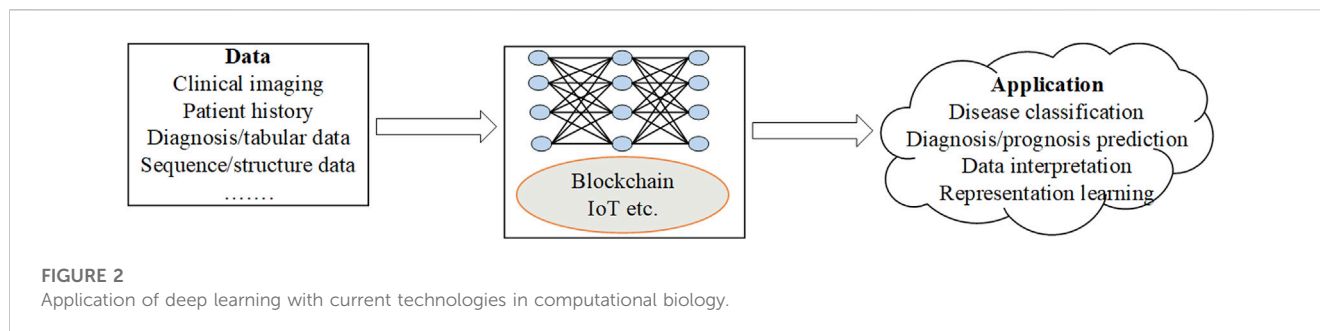 Data
Clinical imaging
Patient history
Diagnosis/tabular data
Sequence/structure data
.......
Blockchain
IoT etc.
Application
Disease classification
Diagnosis/prognosis prediction
Data interpretation
Representation learning
FIGURE 2
Application of deep learning with current technologies in computational biology.